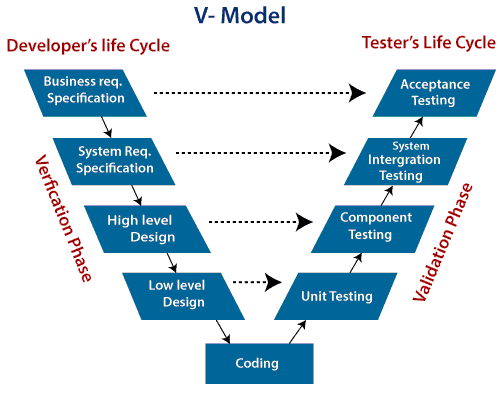 V- Model
Developer's life Cycle
Tester's Life Cycle
Business req.
Specification
Acceptance
Testing
System Req.
Specification
System
Intergration
Testing
High level
Design
Component
Testing
Low level
Design
Unit Testing
Coding
Verfication Phase
Validation Phase